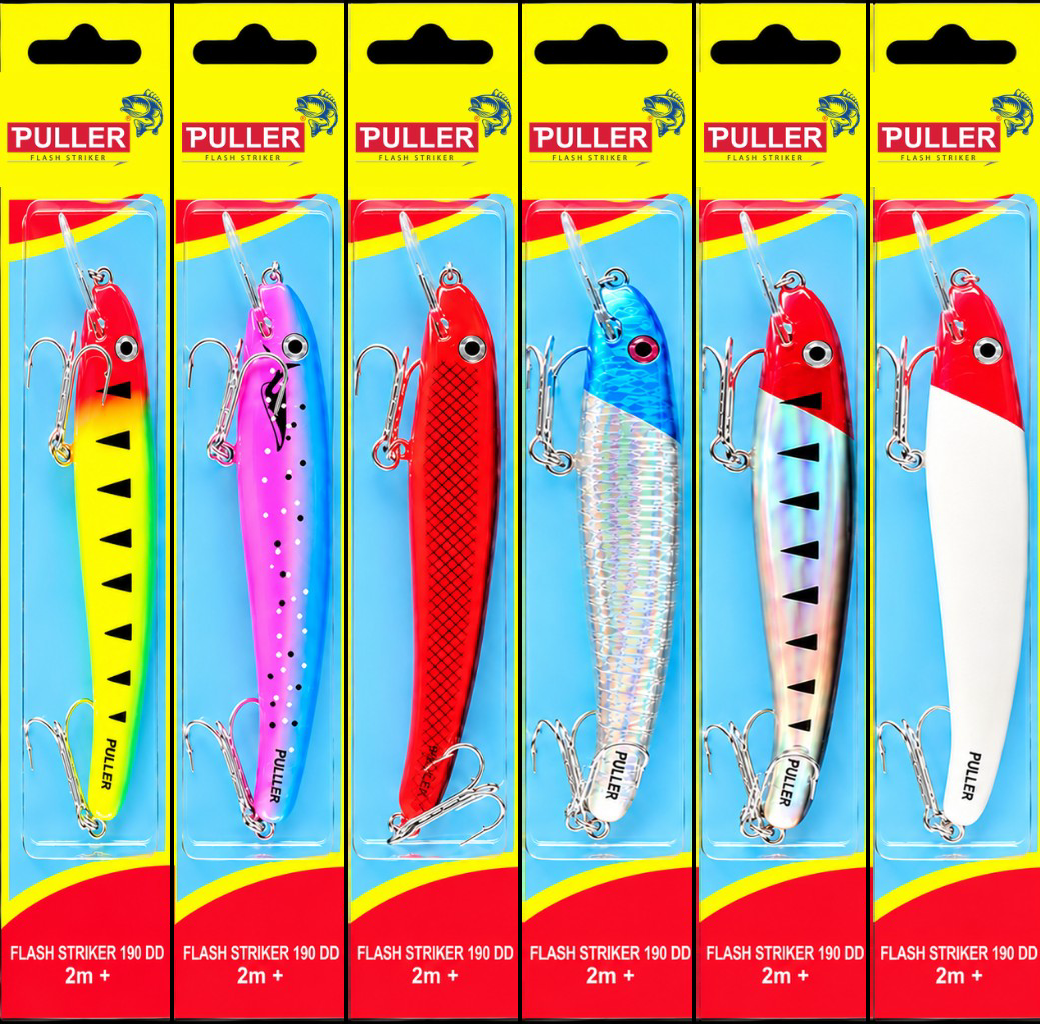 PULLER
FLASH STRIKER
PULLER
FLASH STRIKER 190 DD
2m +
PULLER
FLASH STRIKER
PULLER
FLASH STRIKER 190 DD
2m +
PULLER
FLASH STRIKER
FLASH STRIKER 190 DD
2m +
PULLER
FLASH STRIKER
PULLER
FLASH STRIKER 190 DD
2m +
PULLER
FLASH STRIKER
PULLER
FLASH STRIKER 190 DD
2m +
PULLER
FLASH STRIKER
PULLER
FLASH STRIKER 190 DD
2m +